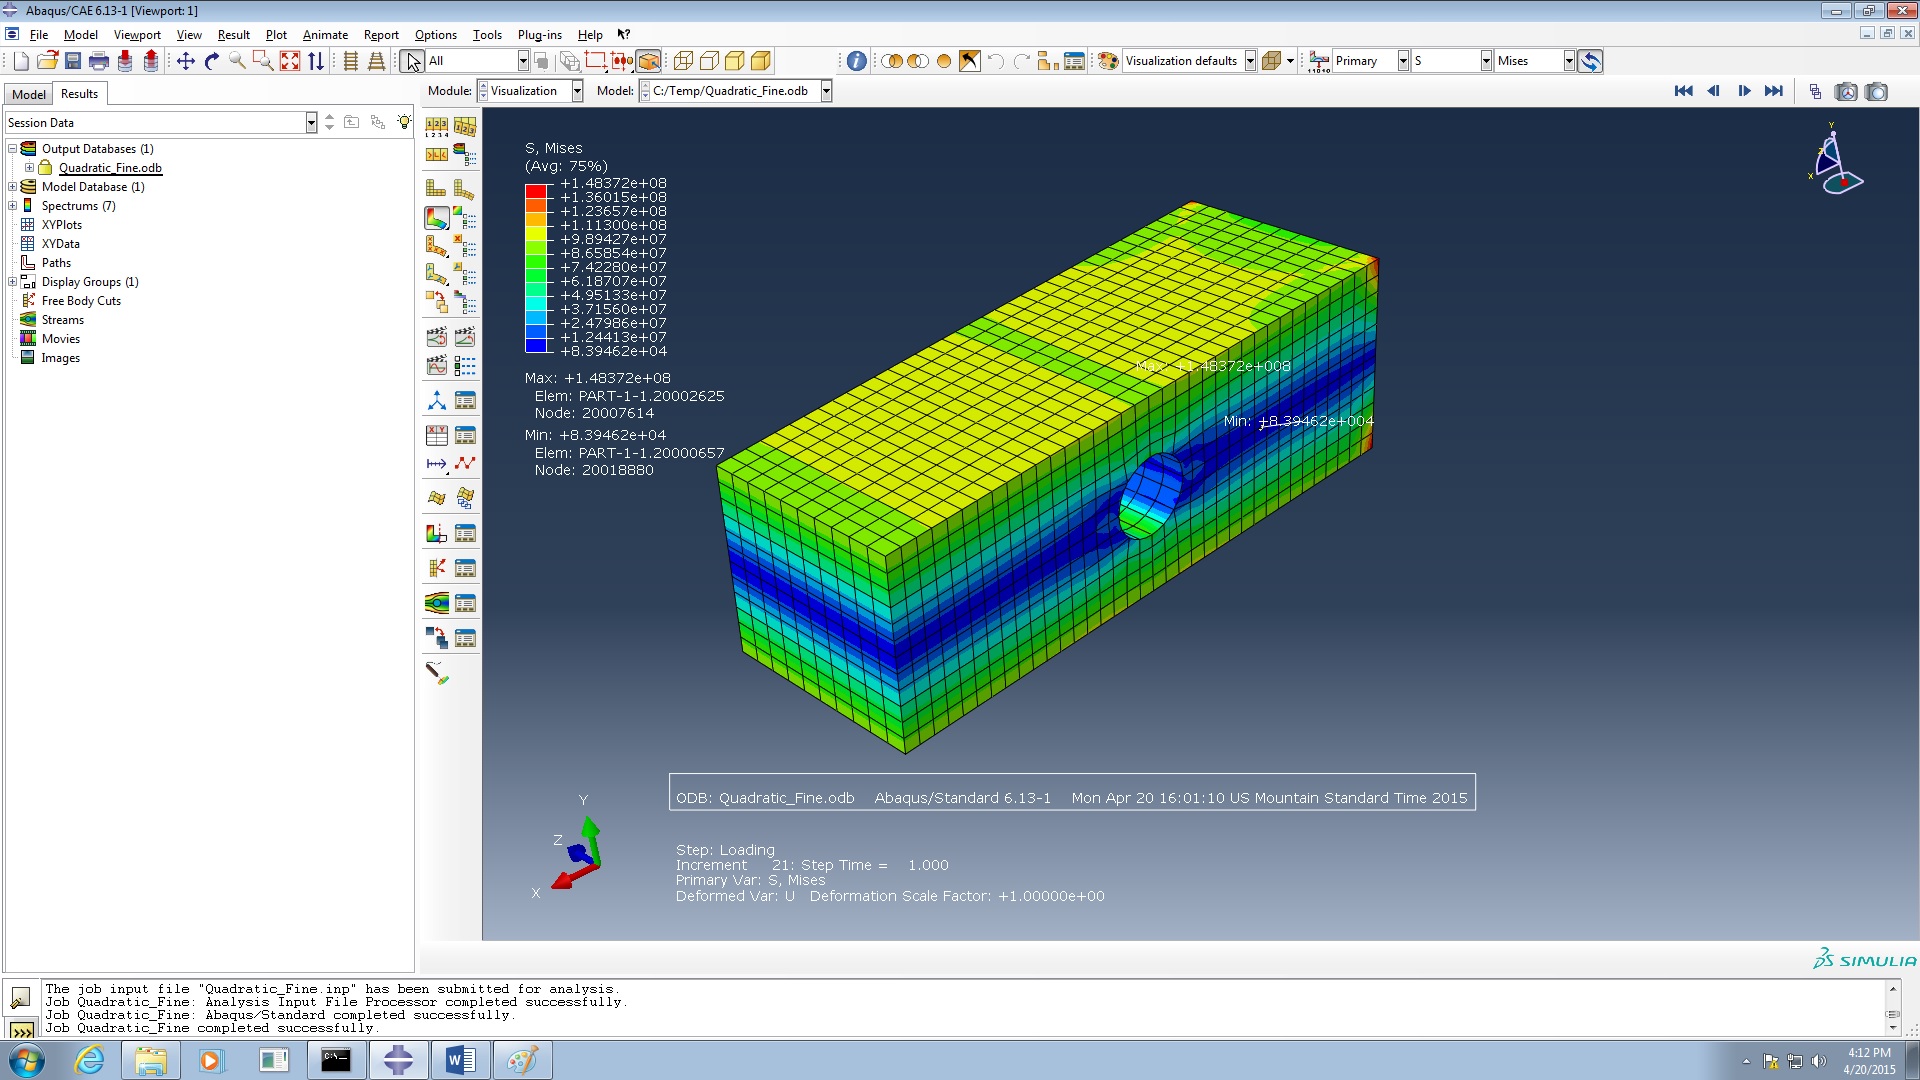 Abaqus/CAE 6.13-1 [Viewport: 1]
File Model Viewport View Result Plot Animate Report Options Tools Plug-ins Help
All Visualization defaults Primary S Mises
Model Results Module: Visualization Model: C:/Temp/Quadratic_Fine.odb
Session Data
Output Databases (1)
Quadratic_Fine.odb
Model Database (1)
Spectrums (7)
XYPlots
XYData
Paths
Display Groups (1)
Free Body Cuts
Streams
Movies
Images
S, Mises
(Avg: 75%)
+1.48372e+08
+1.36015e+08
+1.23657e+08
+1.11300e+08
+9.89427e+07
+8.65854e+07
+7.42280e+07
+6.18707e+07
+4.95133e+07
+3.71560e+07
+2.47986e+07
+1.24413e+07
+8.39462e+04
Max: +1.48372e+08
Elem: PART-1-1.20002625
Node: 20007614
Min: +8.39462e+04
Elem: PART-1-1.20000657
Node: 20018880
Max: +1.48372e+008
Min: +8.39462e+004
Y
Z
X
Y
Z
X
ODB: Quadratic_Fine.odb Abaqus/Standard 6.13-1 Mon Apr 20 16:01:10 US Mountain Standard Time 2015
Step: Loading
Increment 21: Step Time = 1.000
Primary Var: S, Mises
Deformed Var: U Deformation Scale Factor: +1.00000e+00
SIMULIA
The job input file "Quadratic_Fine.inp" has been submitted for analysis.
Job Quadratic_Fine: Analysis Input File Processor completed successfully.
Job Quadratic_Fine: Abaqus/Standard completed successfully.
Job Quadratic_Fine completed successfully.
4:12 PM
4/20/2015